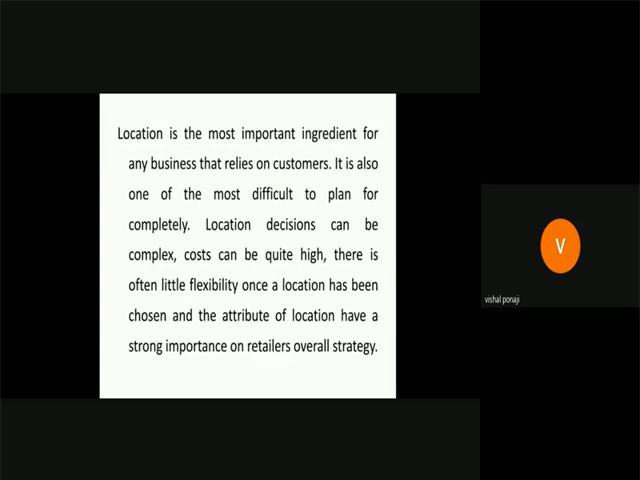 Location is the most important ingredient for
any business that relies on customers. It is also
one of the most difficult to plan for
completely. Location decisions can be
complex, costs can be quite high, there is
often little flexibility once a location has been
chosen and the attribute of location have a
strong importance on retailers overall strategy.
V
vishal ponaji